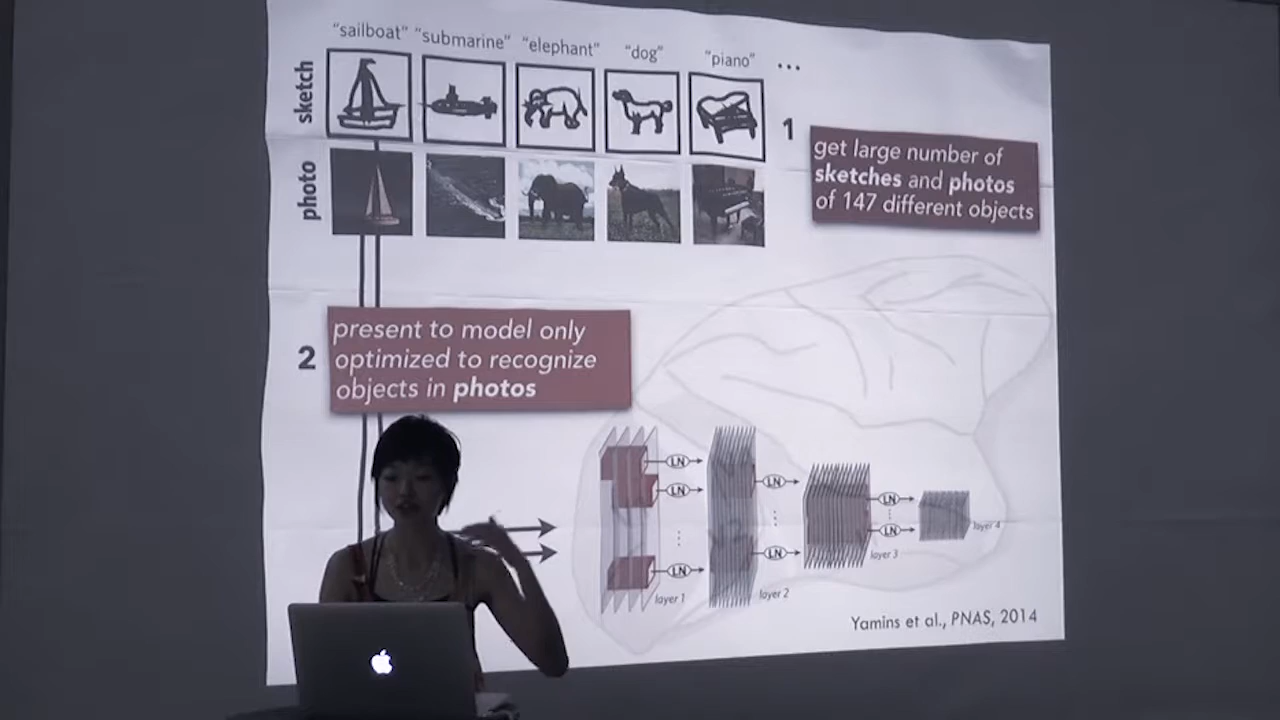 "sailboat" "submarine" "elephant" "dog" "piano" ...
sketch
photo
1
get large number of
sketches and photos
of 147 different objects
2
present to model only
optimized to recognize
objects in photos
LN
LN
LN
LN
LN
LN
LN
layer 1
layer 2
layer 3
layer 4
Yamins et al., PNAS, 2014